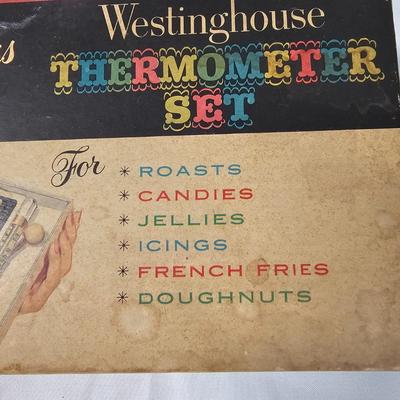 Westinghouse
THERMOMETER
SET
For
* ROASTS
* CANDIES
* JELLIES
* ICINGS
* FRENCH FRIES
* DOUGHNUTS